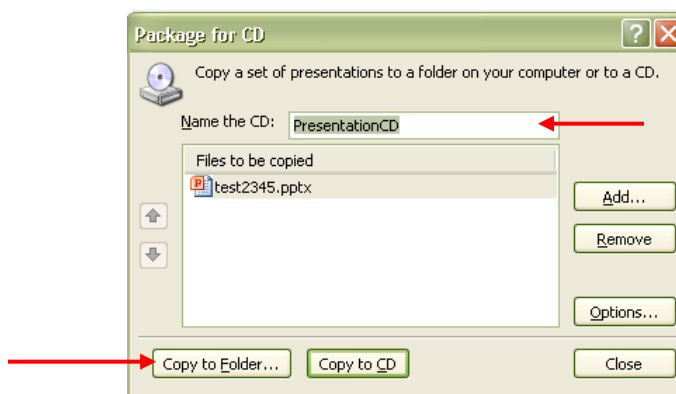 Package for CD
Copy a set of presentations to a folder on your computer or to a CD.
Name the CD: PresentationCD
Files to be copied
test2345.pptx
Add...
Remove
Options...
Copy to Folder... Copy to CD Close